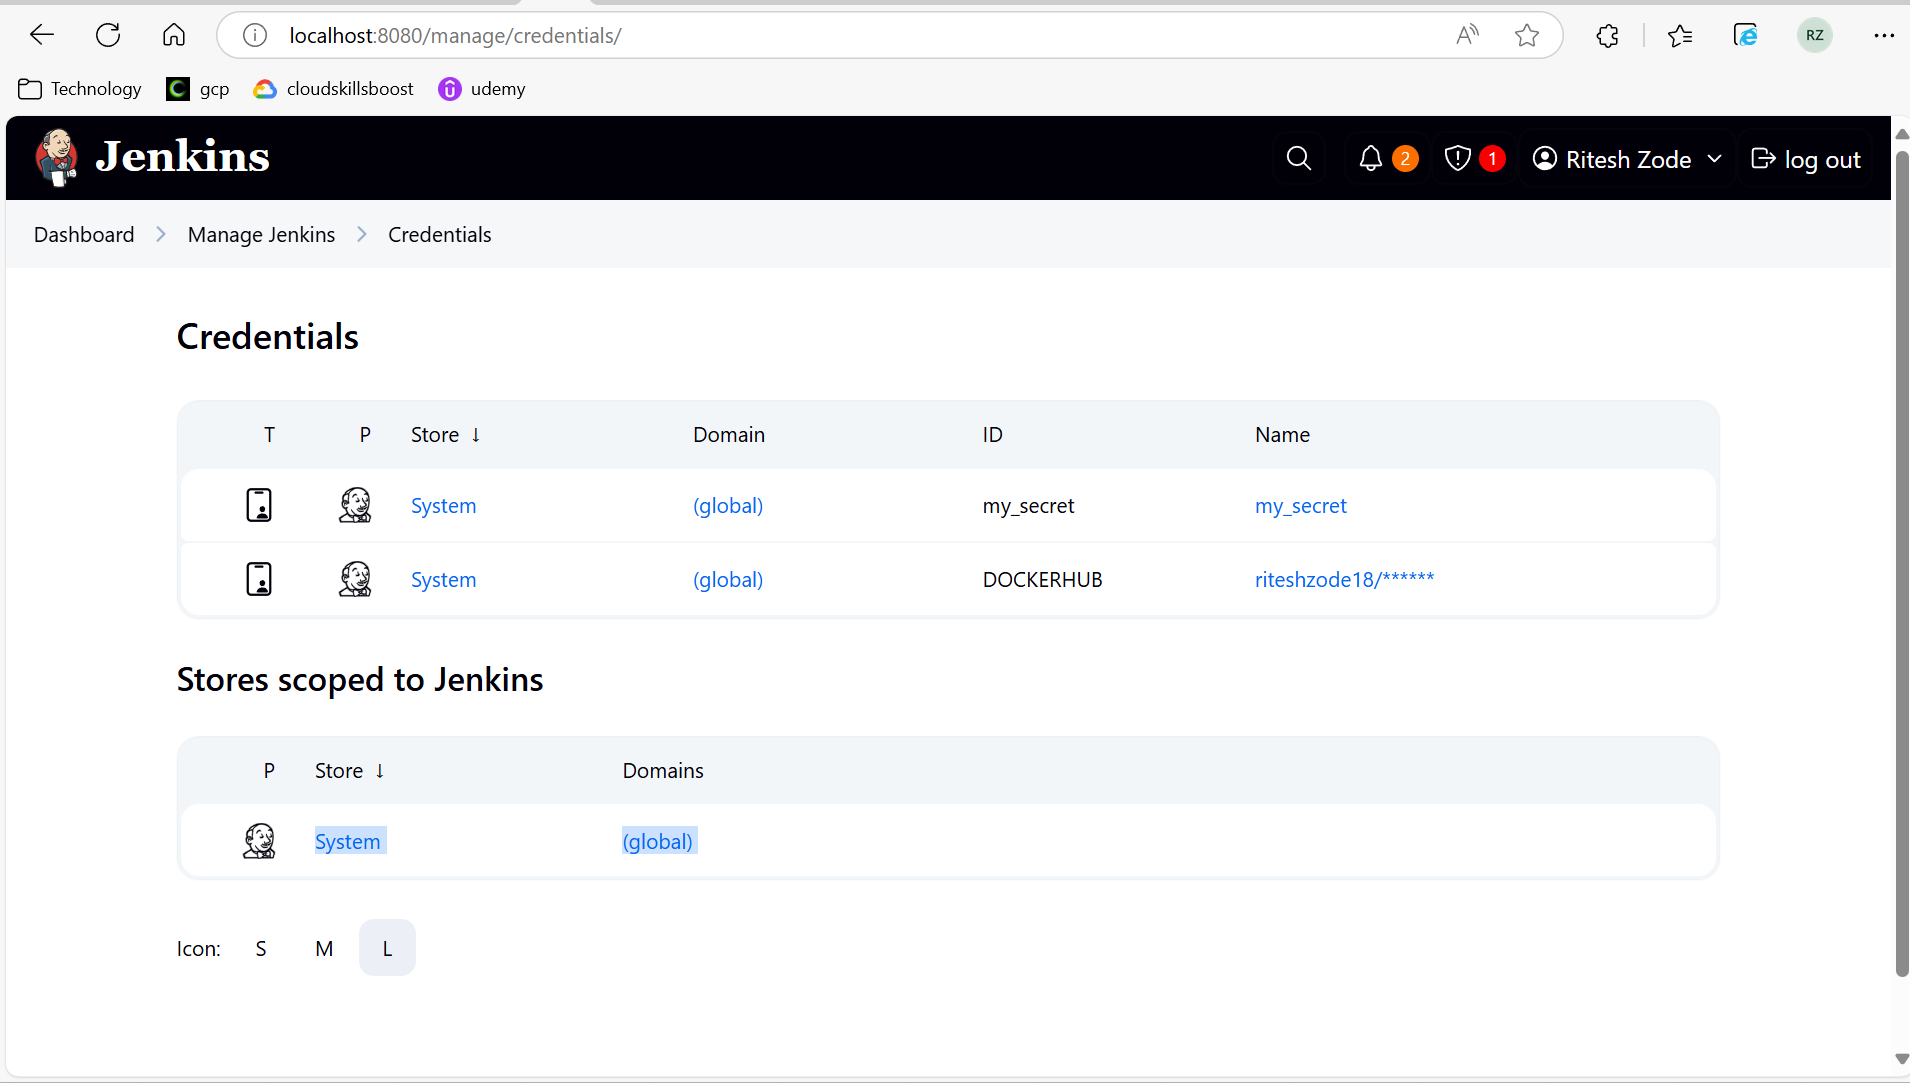 localhost:8080/manage/credentials/
RZ
Technology gcp cloudskillsboost udemy
Jenkins 2 1 Ritesh Zode log out
Dashboard Manage Jenkins Credentials
Credentials
T P Store ↓ Domain ID Name
System (global) my_secret my_secret
System (global) DOCKERHUB riteshzode18/******
Stores scoped to Jenkins
P Store ↓ Domains
System (global)
Icon: S M L